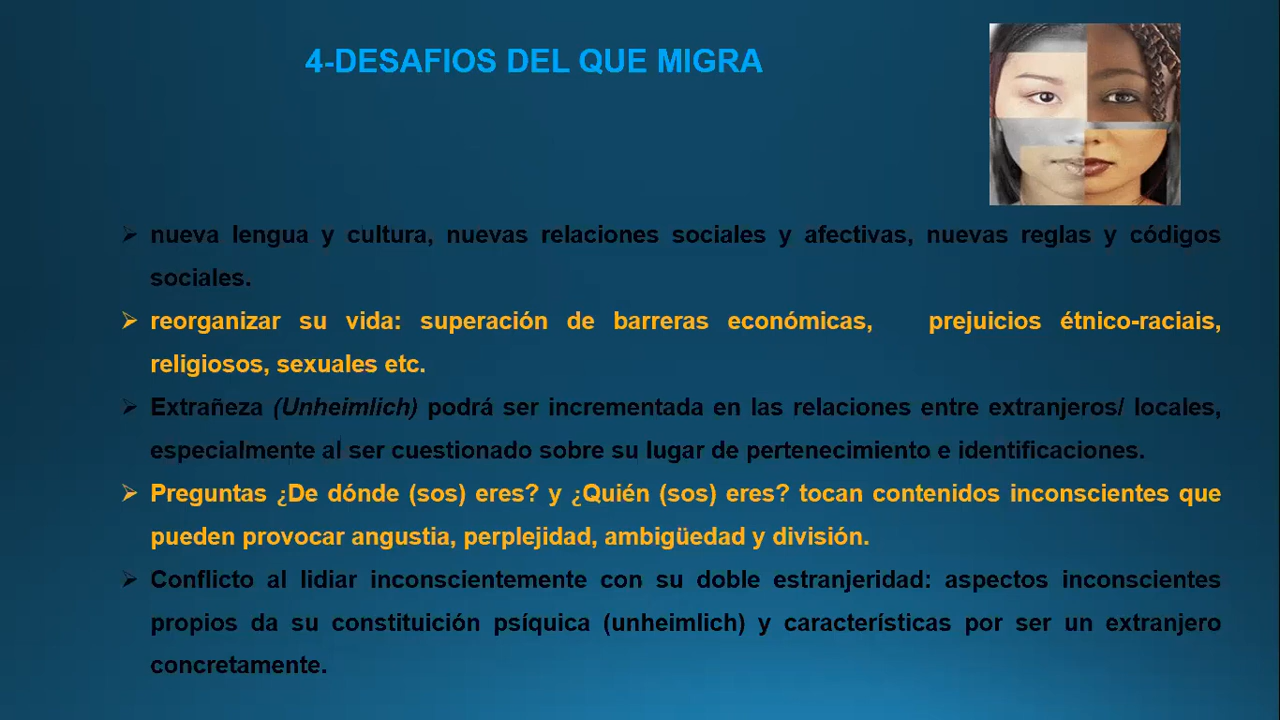 4-DESAFIOS DEL QUE MIGRA
nueva lengua y cultura, nuevas relaciones sociales y afectivas, nuevas reglas y códigos
sociales.
reorganizar su vida: superación de barreras económicas, prejuicios étnico-raciais,
religiosos, sexuales etc.
Extrañeza (Unheimlich) podrá ser incrementada en las relaciones entre extranjeros/ locales,
especialmente al ser cuestionado sobre su lugar de pertenecimiento e identificaciones.
Preguntas ¿De dónde (sos) eres? y ¿Quién (sos) eres? tocan contenidos inconscientes que
pueden provocar angustia, perplejidad, ambigüedad y división.
Conflicto al lidiar inconscientemente con su doble estranjeridad: aspectos inconscientes
propios da su constituición psíquica (unheimlich) y características por ser un extranjero
concretamente.